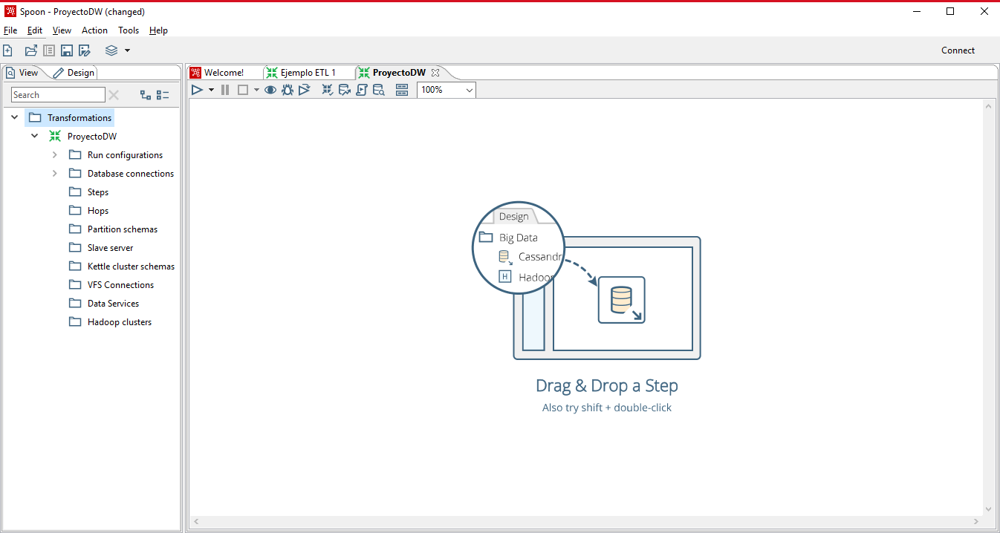 Spoon - ProyectoDW (changed)
File Edit View Action Tools Help
Connect
View Design
Welcome! Ejemplo ETL 1 ProyectoDW
Search
100%
Transformations
ProyectoDW
Run configurations
Database connections
Steps
Hops
Partition schemas
Slave server
Kettle cluster schemas
VFS Connections
Data Services
Hadoop clusters
Design
Big Data
Cassandr
H Hadoop
Drag & Drop a Step
Also try shift + double-click